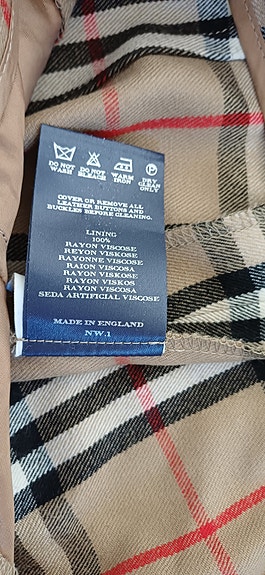 DO NOT WASH
DO NOT BLEACH
WARM IRON
P
DRY CLEAN ONLY
COVER OR REMOVE ALL
LEATHER BUTTONS AND
BUCKLES BEFORE CLEANING.
LINING
100%
RAYON VISCOSE
REYON VISKOSE
RAYONNE VISCOSE
RAION VISCOSA
RAYON VISKOSE
RAYON VISKOS
RAYON VISCOSA
SEDA ARTIFICIAL VISCOSE
MADE IN ENGLAND
NW.1